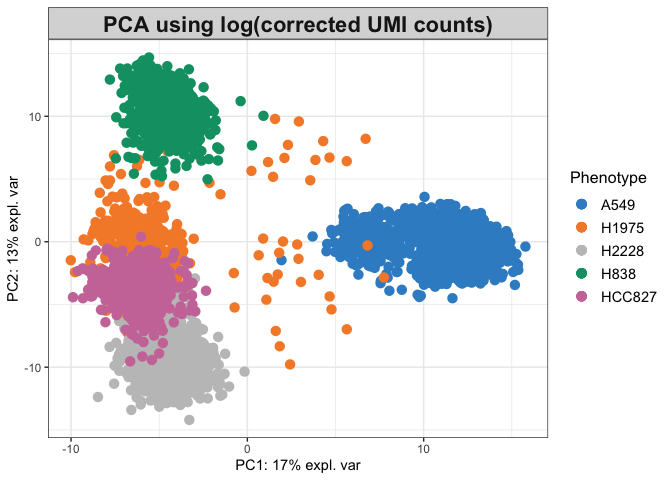 PCA using log(corrected UMI counts)
PC2: 13% expl. var
10
0
-10
-10
0
10
PC1: 17% expl. var
Phenotype
A549
H1975
H2228
H838
HCC827